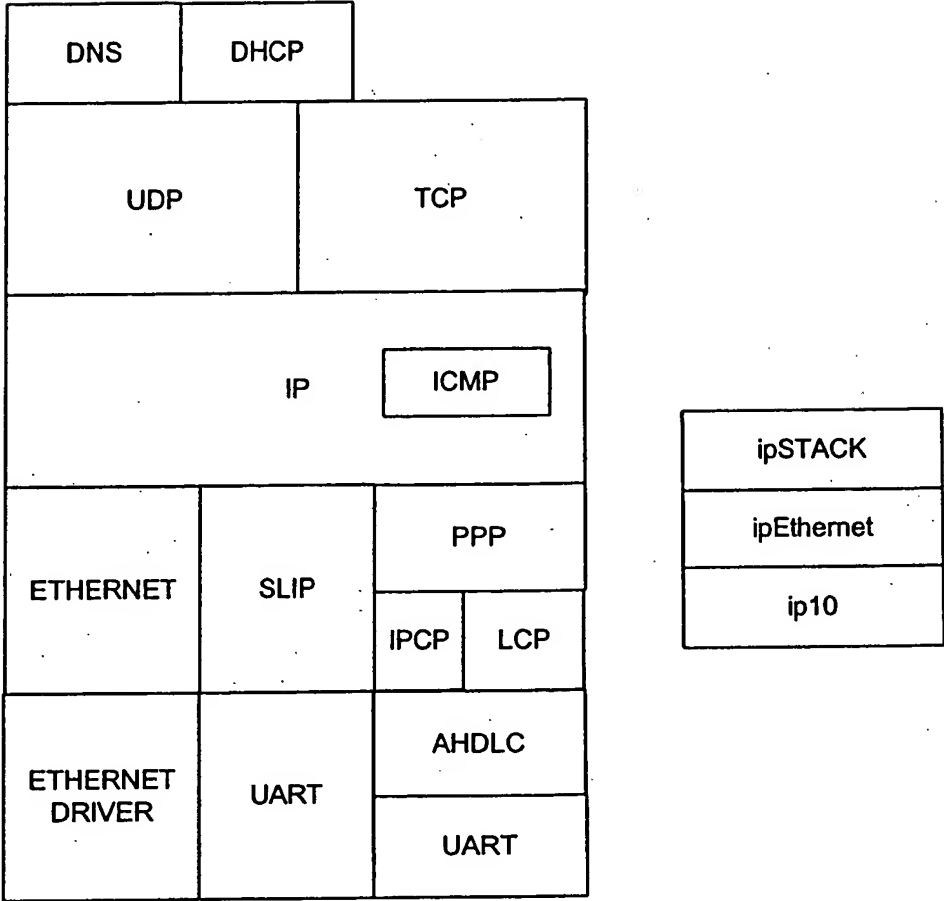 DNS
DHCP
UDP
TCP
IP
ICMP
ETHERNET
SLIP
PPP
IPCP
LCP
ETHERNET
DRIVER
UART
AHDLC
UART
ipSTACK
ipEthernet
ip10